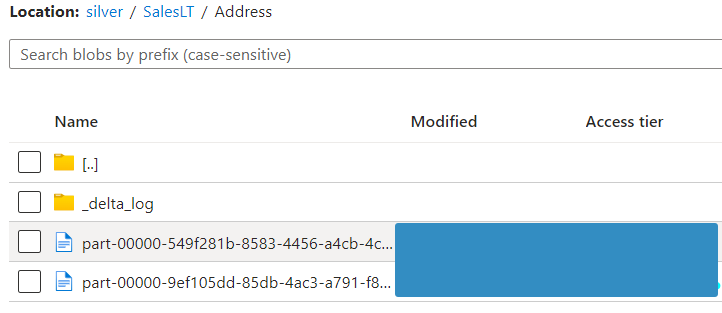 Location: silver / SalesLT / Address
Search blobs by prefix (case-sensitive)
Name Modified Access tier
[..]
_delta_log
part-00000-549f281b-8583-4456-a4cb-4c...
part-00000-9ef105dd-85db-4ac3-a791-f8...